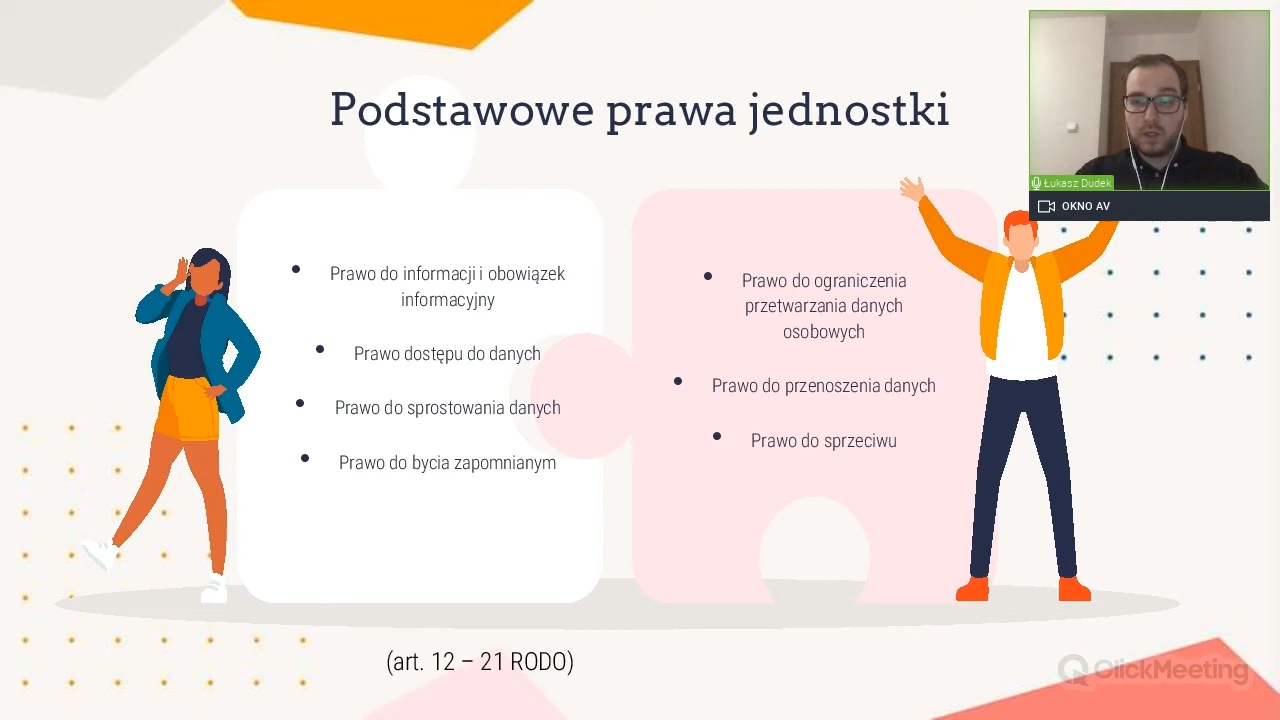 Podstawowe prawa jednostki
Prawo do informacji i obowiązek
informacyjny
Prawo dostępu do danych
Prawo do sprostowania danych
Prawo do bycia zapomnianym
Prawo do ograniczenia
przetwarzania danych
osobowych
Prawo do przenoszenia danych
Prawo do sprzeciwu
(art. 12 – 21 RODO)
Łukasz Dudek
OKNO AV
ClickMeeting